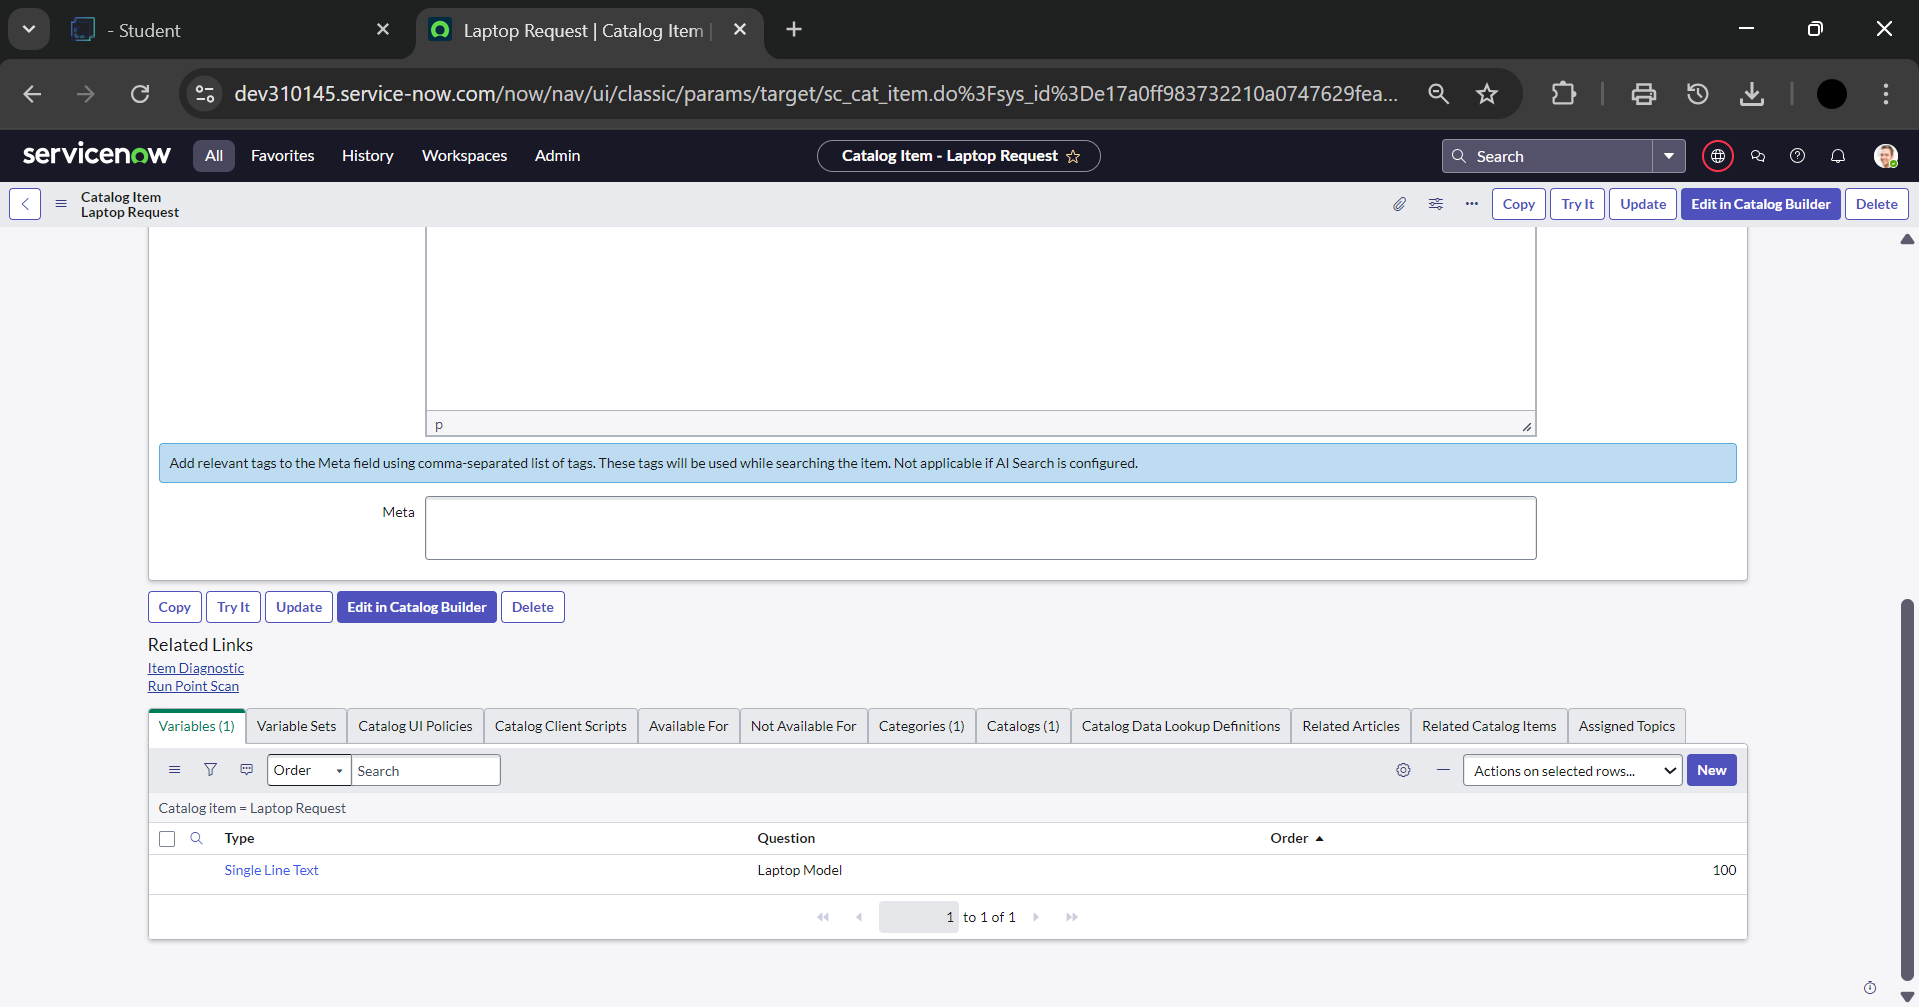 - Student
Laptop Request | Catalog Item |
dev310145.service-now.com/now/nav/ui/classic/params/target/sc_cat_item.do%3Fsys_id%3De17a0ff983732210a0747629fea...
servicenow
All
Favorites
History
Workspaces
Admin
Catalog Item - Laptop Request
Search
Catalog Item
Laptop Request
Copy
Try It
Update
Edit in Catalog Builder
Delete
p
Add relevant tags to the Meta field using comma-separated list of tags. These tags will be used while searching the item. Not applicable if AI Search is configured.
Meta
Copy
Try It
Update
Edit in Catalog Builder
Delete
Related Links
Item Diagnostic
Run Point Scan
Variables (1)
Variable Sets
Catalog UI Policies
Catalog Client Scripts
Available For
Not Available For
Categories (1)
Catalogs (1)
Catalog Data Lookup Definitions
Related Articles
Related Catalog Items
Assigned Topics
Order
Search
Actions on selected rows...
New
Catalog item = Laptop Request
Type
Question
Order
Single Line Text
Laptop Model
100
1 to 1 of 1